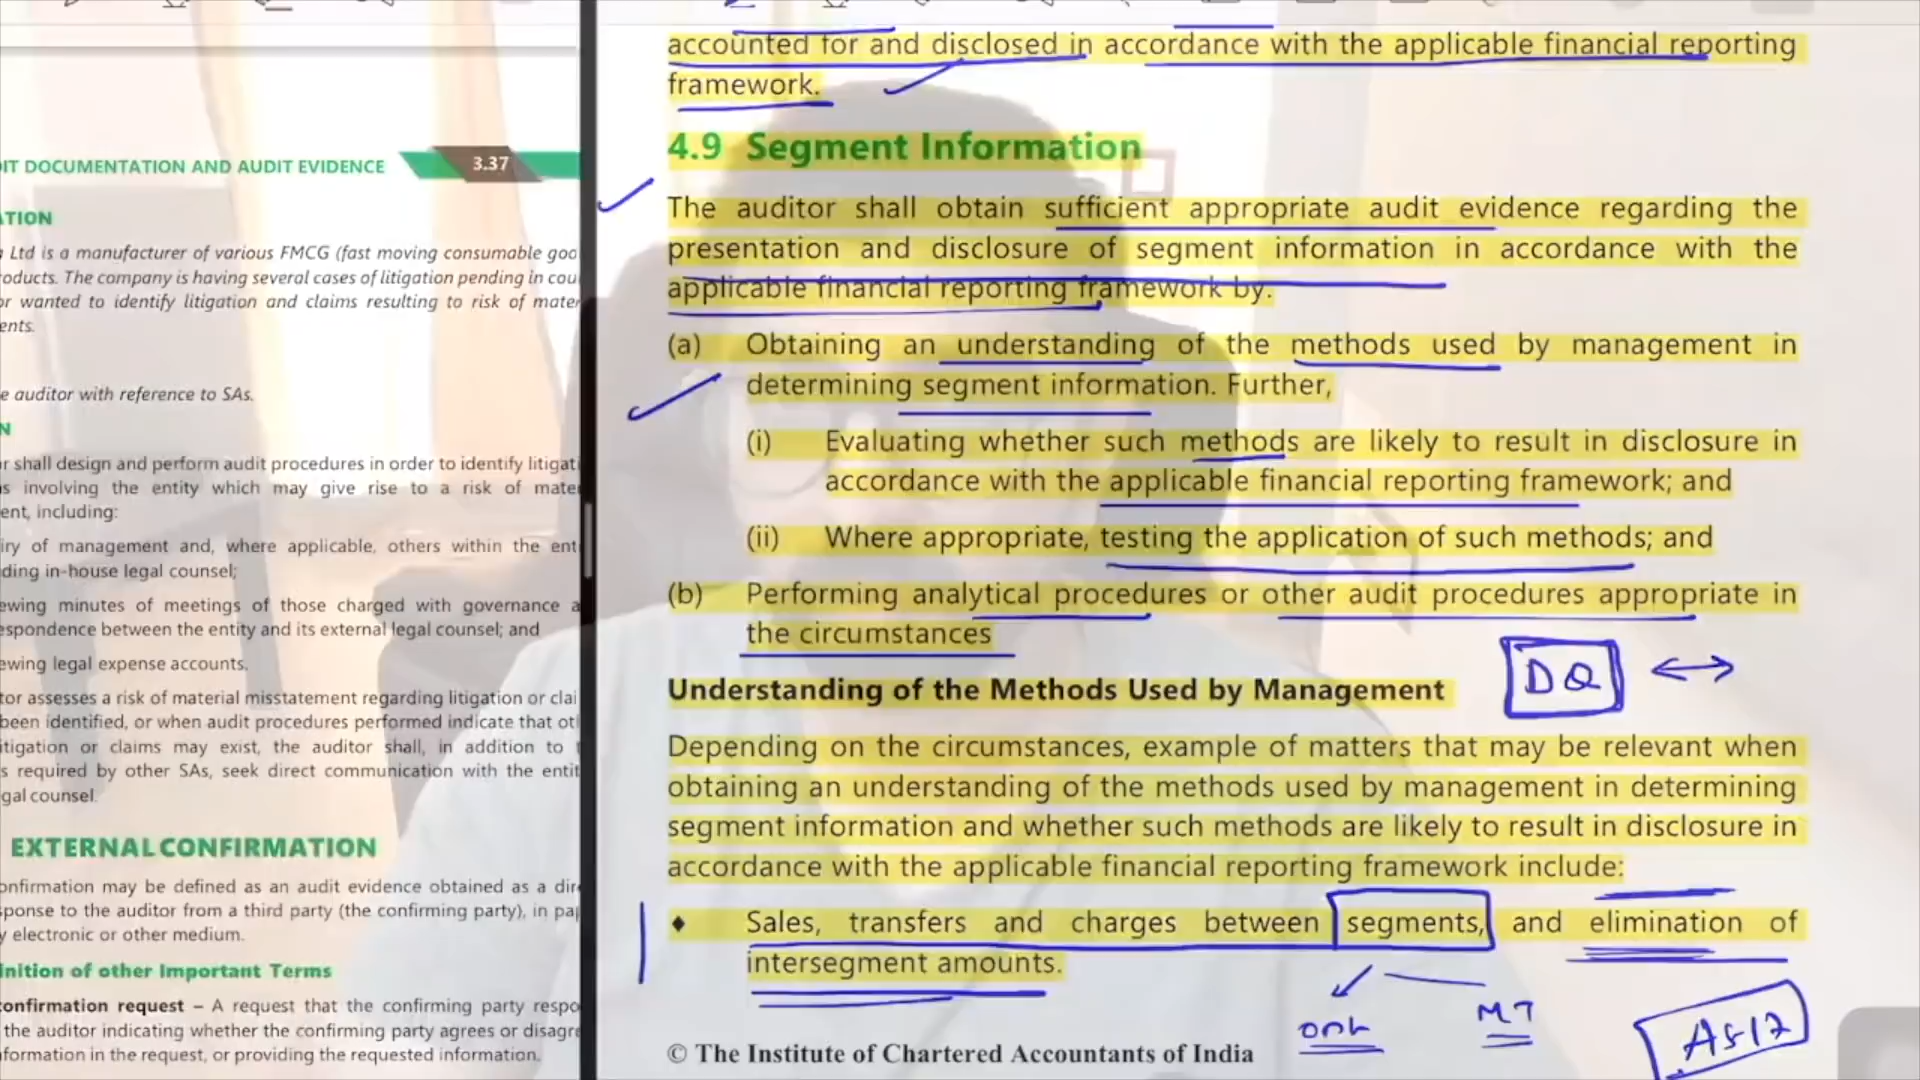 IT DOCUMENTATION AND AUDIT EVIDENCE 3.37
ATION
Ltd is a manufacturer of various FMCG (fast moving consumable goo
roducts. The company is having several cases of litigation pending in cou
or wanted to identify litigation and claims resulting to risk of mater
ents.
e auditor with reference to SAs.
N
r shall design and perform audit procedures in order to identify litigati
s involving the entity which may give rise to a risk of mate
ent, including:
iry of management and, where applicable, others within the ent
ding in-house legal counsel;
ewing minutes of meetings of those charged with governance a
espondence between the entity and its external legal counsel; and
ewing legal expense accounts.
tor assesses a risk of material misstatement regarding litigation or clai
been identified, or when audit procedures performed indicate that ot
itigation or claims may exist, the auditor shall, in addition to
s required by other SAs, seek direct communication with the entit
gal counsel.
EXTERNAL CONFIRMATION
onfirmation may be defined as an audit evidence obtained as a dire
sponse to the auditor from a third party (the confirming party), in pap
y electronic or other medium.
inition of other Important Terms
onfirmation request – A request that the confirming party respo
the auditor indicating whether the confirming party agrees or disagre
formation in the request, or providing the requested information.
accounted for and disclosed in accordance with the applicable financial reporting
framework.
4.9 Segment Information
The auditor shall obtain sufficient appropriate audit evidence regarding the
presentation and disclosure of segment information in accordance with the
applicable financial reporting framework by:
(a) Obtaining an understanding of the methods used by management in
determining segment information. Further,
(i) Evaluating whether such methods are likely to result in disclosure in
accordance with the applicable financial reporting framework; and
(ii) Where appropriate, testing the application of such methods; and
(b) Performing analytical procedures or other audit procedures appropriate in
the circumstances
Understanding of the Methods Used by Management
DQ
Depending on the circumstances, example of matters that may be relevant when
obtaining an understanding of the methods used by management in determining
segment information and whether such methods are likely to result in disclosure in
accordance with the applicable financial reporting framework include:
♦ Sales, transfers and charges between segments, and elimination of
intersegment amounts.
MT
AS17
© The Institute of Chartered Accountants of India